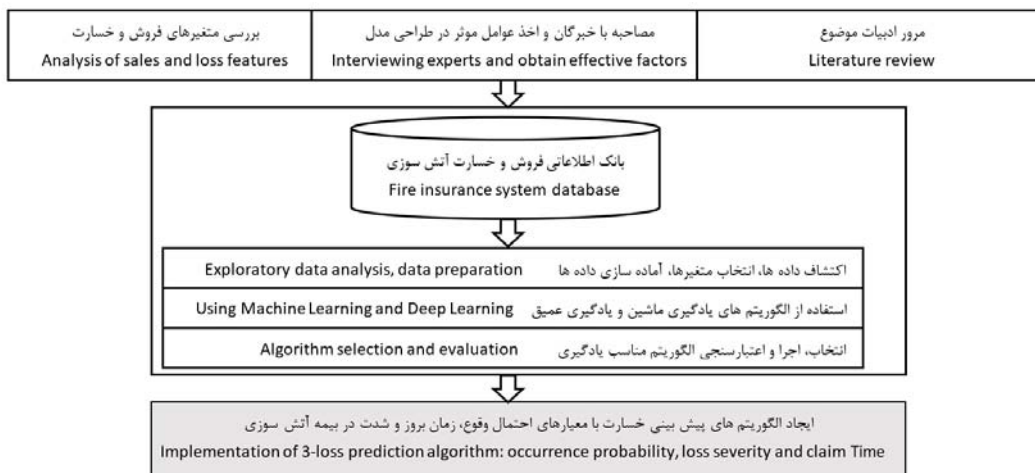 بررسی متغیرهای فروش و خسارت
Analysis of sales and loss features
مصاحبه با خبرگان و اخذ عوامل موثر در طراحی مدل
Interviewing experts and obtain effective factors
مرور ادبیات موضوع
Literature review
بانک اطلاعاتی فروش و خسارت آتش سوزی
Fire insurance system database
Exploratory data analysis, data preparation اکتشاف داده ها، انتخاب متغیرها، آماده سازی داده ها
Using Machine Learning and Deep Learning استفاده از الگوریتم های یادگیری ماشین و یادگیری عمیق
Algorithm selection and evaluation انتخاب، اجرا و اعتبارسنجی الگوریتم مناسب یادگیری
ایجاد الگوریتم های پیش بینی خسارت با معیارهای احتمال وقوع، زمان بروز و شدت در بیمه آتش سوزی
Implementation of 3-loss prediction algorithm: occurrence probability, loss severity and claim Time